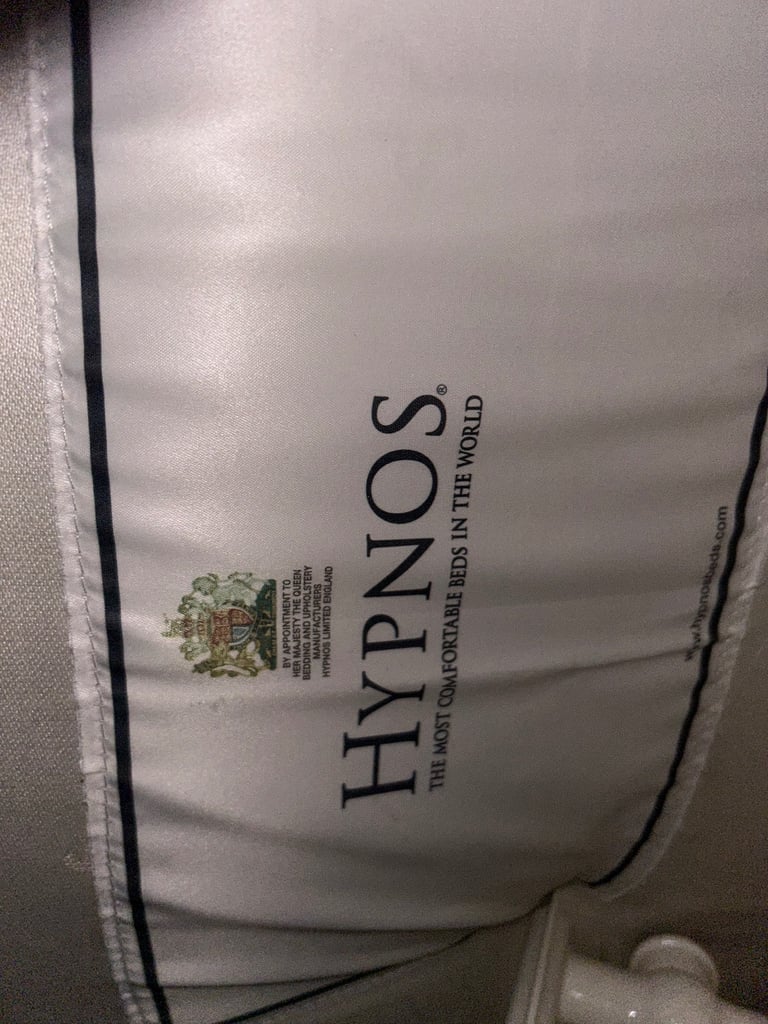 BY APPOINTMENT TO
HER MAJESTY THE QUEEN
BEDDING AND UPHOLSTERY
MANUFACTURERS
HYPNOS LIMITED ENGLAND
HYPNOS®
THE MOST COMFORTABLE BEDS IN THE WORLD
www.hypnosbeds.com